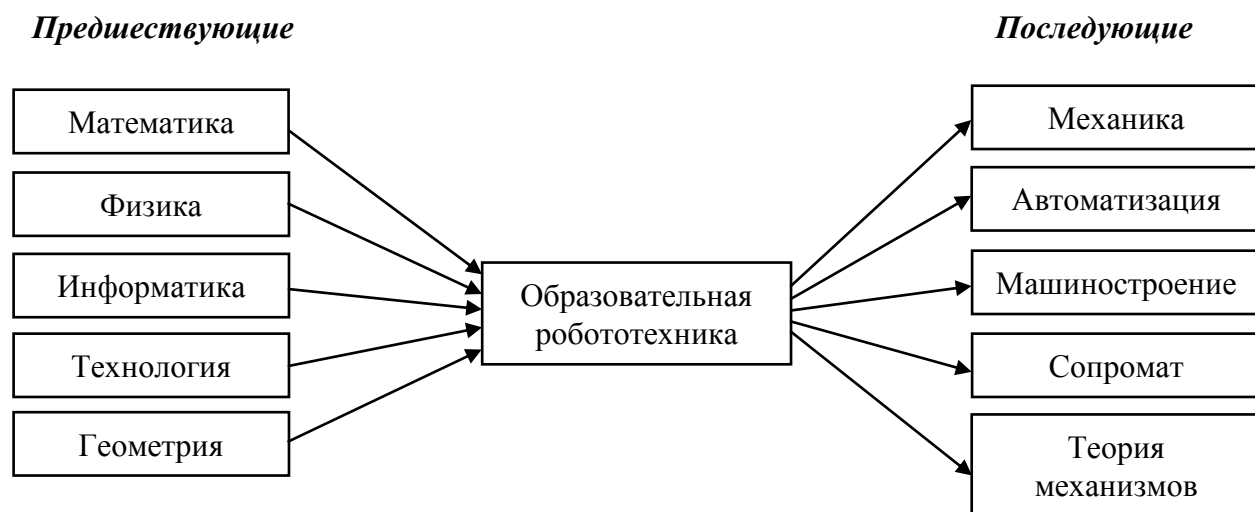 Предшествующие
Последующие
Математика
Физика
Информатика
Технология
Геометрия
Образовательная
робототехника
Механика
Автоматизация
Машиностроение
Сопромат
Теория
механизмов